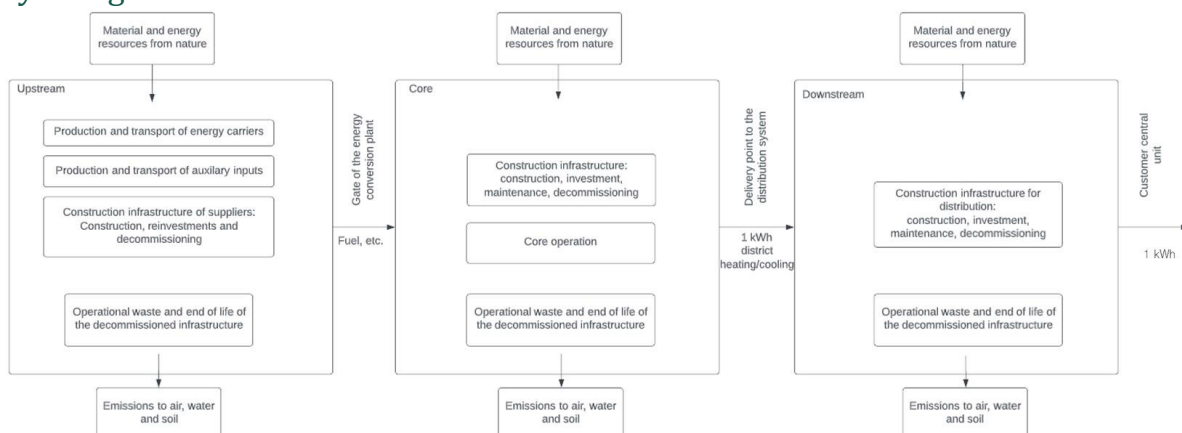 Material and energy
resources from nature
Material and energy
resources from nature
Material and energy
resources from nature
Upstream
Production and transport of energy carriers
Production and transport of auxilary inputs
Construction infrastructure of suppliers:
Construction, reinvestments and
decommissioning
Operational waste and end of life of
the decommissioned infrastructure
Emissions to air, water
and soil
Gate of the energy
conversion plant
Fuel, etc.
Core
Construction infrastructure:
construction, investment,
maintenance, decommissioning
Core operation
Operational waste and end of life of
the decommissioned infrastructure
Emissions to air, water
and soil
Delivery point to the
distribution system
1 kWh
district
heating/cooling
Downstream
Construction infrastructure for
distribution:
construction, investment,
maintenance, decommissioning
Operational waste and end of life of
the decommissioned infrastructure
Emissions to air, water
and soil
Customer central
unit
1 kWh